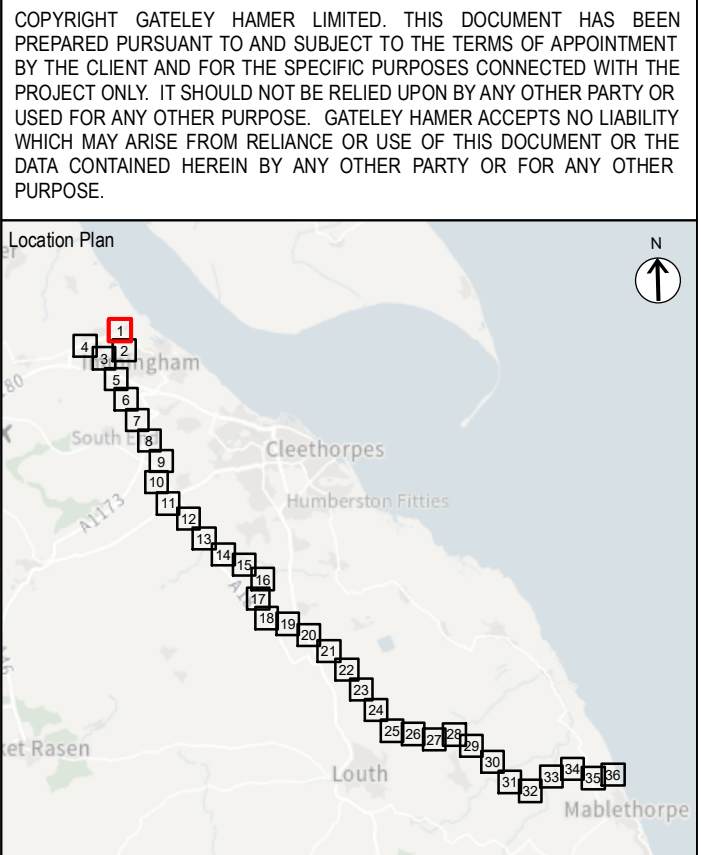 COPYRIGHT GATELEY HAMER LIMITED. THIS DOCUMENT HAS BEEN
PREPARED PURSUANT TO AND SUBJECT TO THE TERMS OF APPOINTMENT
BY THE CLIENT AND FOR THE SPECIFIC PURPOSES CONNECTED WITH THE
PROJECT ONLY. IT SHOULD NOT BE RELIED UPON BY ANY OTHER PARTY OR
USED FOR ANY OTHER PURPOSE. GATELEY HAMER ACCEPTS NO LIABILITY
WHICH MAY ARISE FROM RELIANCE OR USE OF THIS DOCUMENT OR THE
DATA CONTAINED HEREIN BY ANY OTHER PARTY OR FOR ANY OTHER
PURPOSE.
Location Plan
N
1
2
3
4
5
6
7
8
9
10
11
12
13
14
15
16
17
18
19
20
21
22
23
24
25
26
27
28
29
30
31
32
33
34
35
36
Cleethorpes
Humberston Fitties
A1173
Louth
Mablethorpe